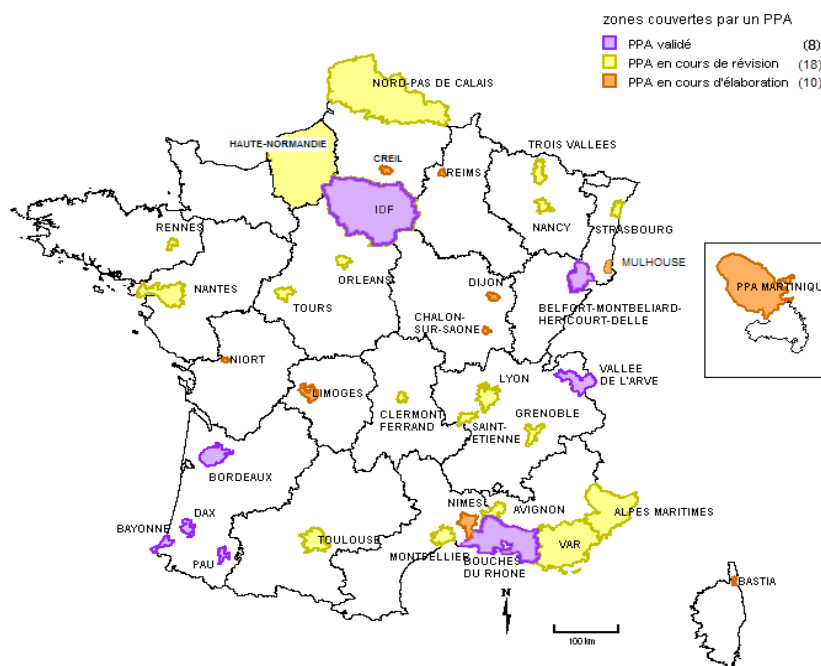 zones couvertes par un PPA
PPA validé (8)
PPA en cours de révision (18)
PPA en cours d'élaboration (10)
NORD-PAS DE CALAIS
HAUTE-NORMANDIE
CREIL
REIMS
TROIS VALLEES
IDF
NANCY
STRASBOURG
RENNES
MULHOUSE
ORLEANS
DIJON
PPA MARTINIQU
NANTES
TOURS
BELFORT-MONTBELIARD-
HERICOURT-DELLE
CHALON-
SUR-SAONE
NIORT
LIMOGES
CLERMONT
FERRAND
LYON
VALLEE
DE L'ARVE
SAINT-
ETIENNE
GRENOBLE
BORDEAUX
DAX
BAYONNE
PAU
TOULOUSE
NIMES
AVIGNON
ALPES MARITIMES
MONTPELLIER
VAR
BOUCHES
DU RHONE
BASTIA
N
100 km